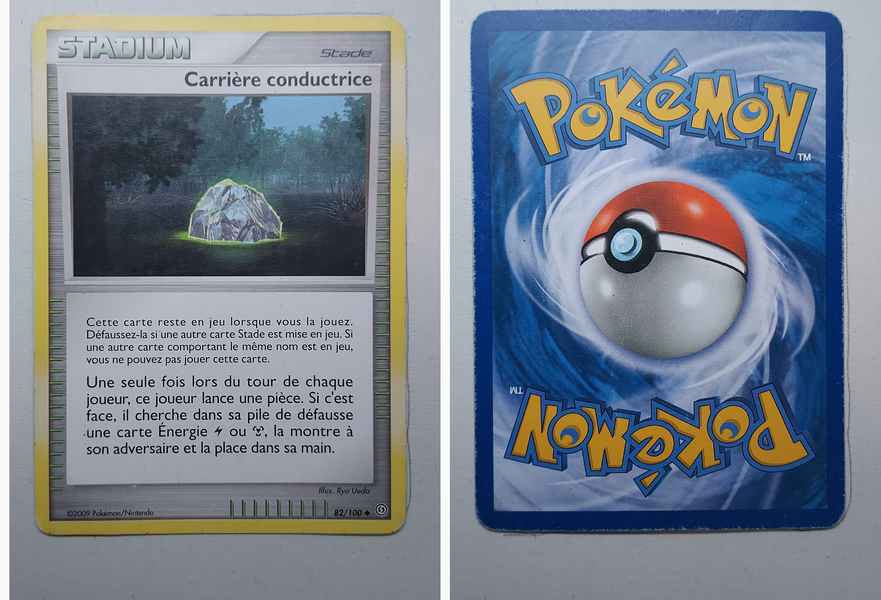 STADIUM
Stade
Carrière conductrice
Cette carte reste en jeu lorsque vous la jouez.
Défaussez-la si une autre carte Stade est mise en jeu. Si
une autre carte comportant le même nom est en jeu,
vous ne pouvez pas jouer cette carte.
Une seule fois lors du tour de chaque
joueur, ce joueur lance une pièce. Si c'est
face, il cherche dans sa pile de défausse
une carte Énergie ou , la montre à
son adversaire et la place dans sa main.
Illus. Ryo Ueda
©2009 Pokémon/Nintendo
82/100
POKéMON
TM
TM
POKéMON